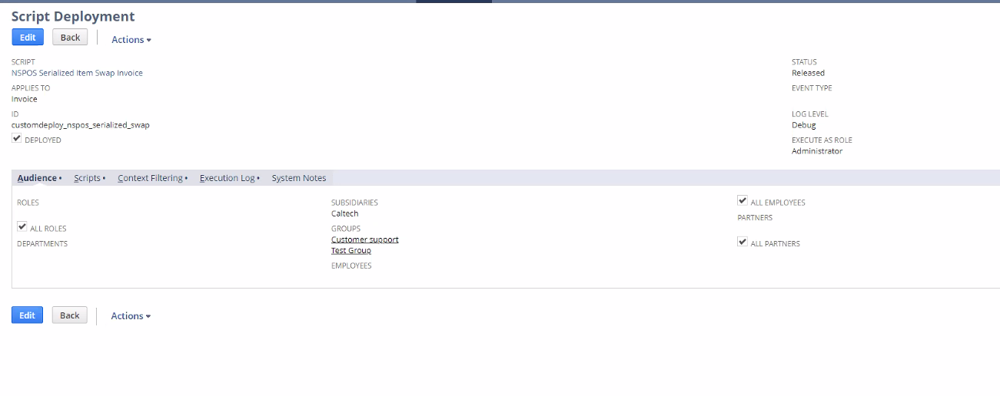 Script Deployment
Edit Back Actions
SCRIPT
NSPOS Serialized Item Swap Invoice
APPLIES TO
Invoice
ID
customdeploy_nspos_serialized_swap
DEPLOYED
STATUS
Released
EVENT TYPE
LOG LEVEL
Debug
EXECUTE AS ROLE
Administrator
Audience • Scripts • Context Filtering • Execution Log • System Notes
ROLES
ALL ROLES
DEPARTMENTS
SUBSIDIARIES
Caltech
GROUPS
Customer support
Test Group
EMPLOYEES
ALL EMPLOYEES
PARTNERS
ALL PARTNERS
Edit Back Actions